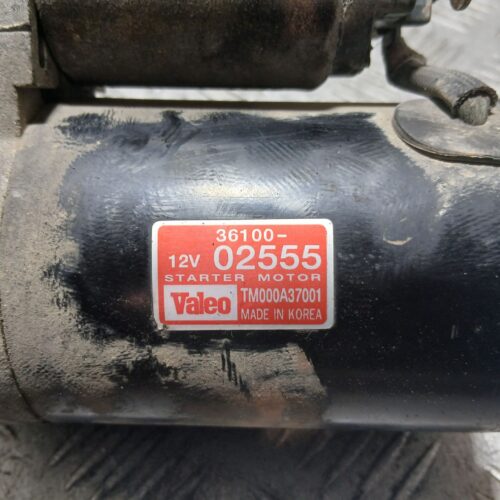 36100-
12V 02555
STARTER MOTOR
Valeo TM000A37001
MADE IN KOREA